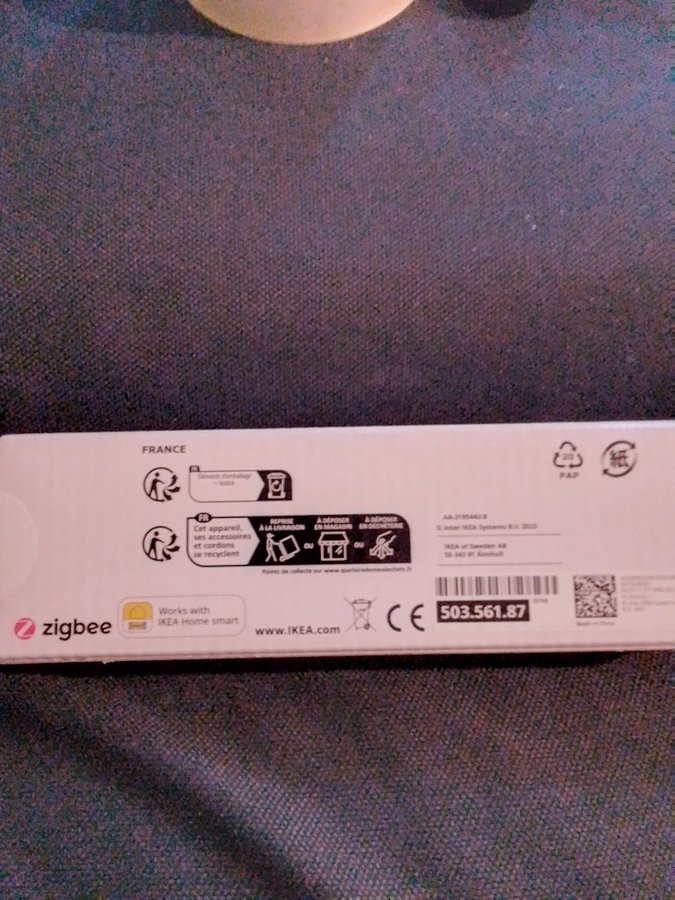 FRANCE
FR
Éléments d'emballage
+ Notice
FR
Cet appareil,
ses accessoires
et cordons
se recyclent
REPRISE
À LA LIVRAISON
OU
À DÉPOSER
EN MAGASIN
OU
À DÉPOSER
EN DÉCHÈTERIE
Points de collecte sur www.quefairedemesdechets.fr
20
PAP
紙
AA-2195442-4
© Inter IKEA Systems B.V. 2023
IKEA of Sweden AB
SE-343 81 Älmhult
zigbee
Works with
IKEA Home smart
www.IKEA.com
CE
503.561.87
Made in China